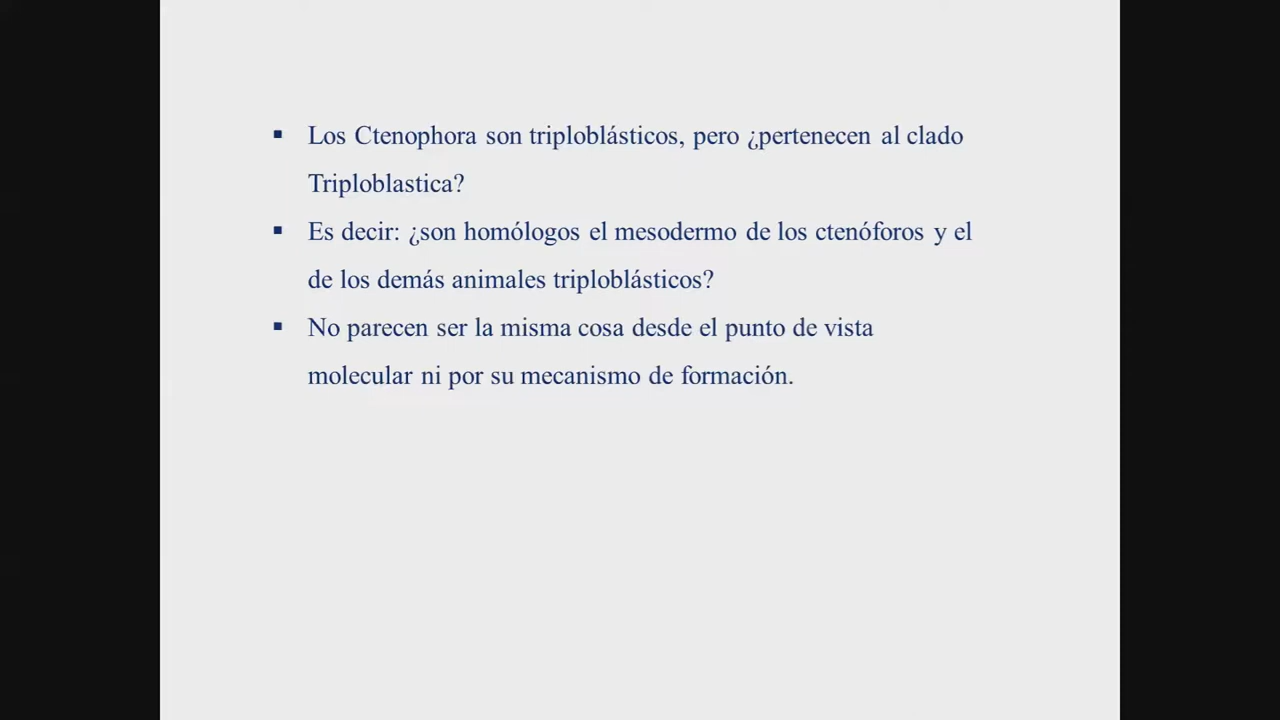 ▪ Los Ctenophora son triploblásticos, pero ¿pertenecen al clado
Triploblastica?
▪ Es decir: ¿son homólogos el mesodermo de los ctenóforos y el
de los demás animales triploblásticos?
▪ No parecen ser la misma cosa desde el punto de vista
molecular ni por su mecanismo de formación.